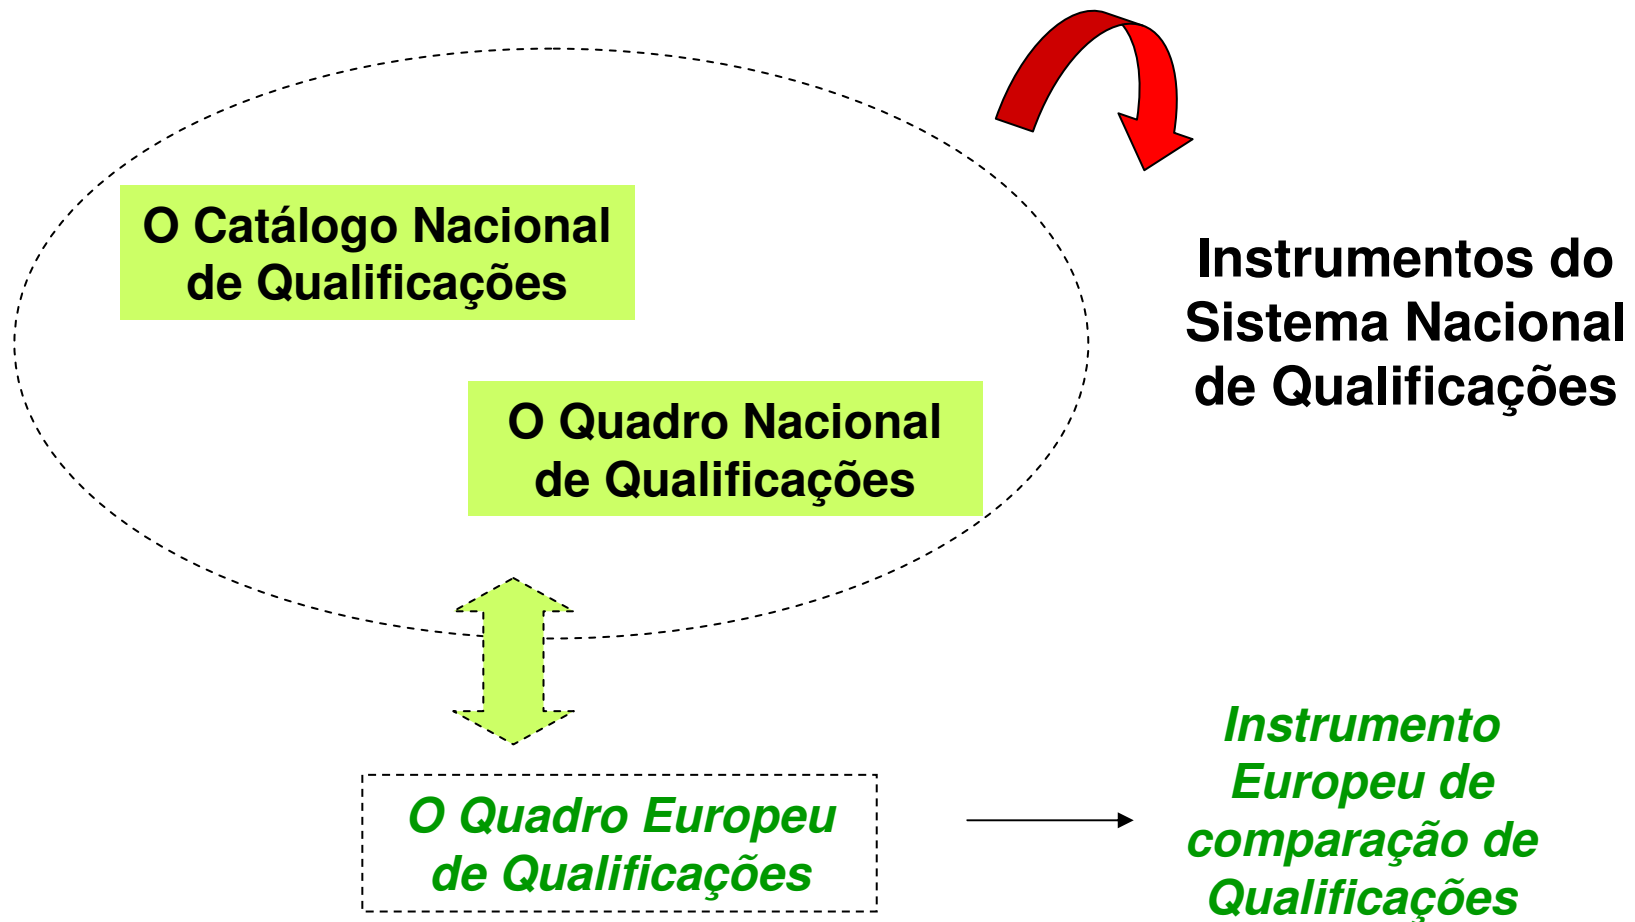 O Catálogo Nacional
de Qualificações
O Quadro Nacional
de Qualificações
Instrumentos do
Sistema Nacional
de Qualificações
O Quadro Europeu
de Qualificações
Instrumento
Europeu de
comparação de
Qualificações